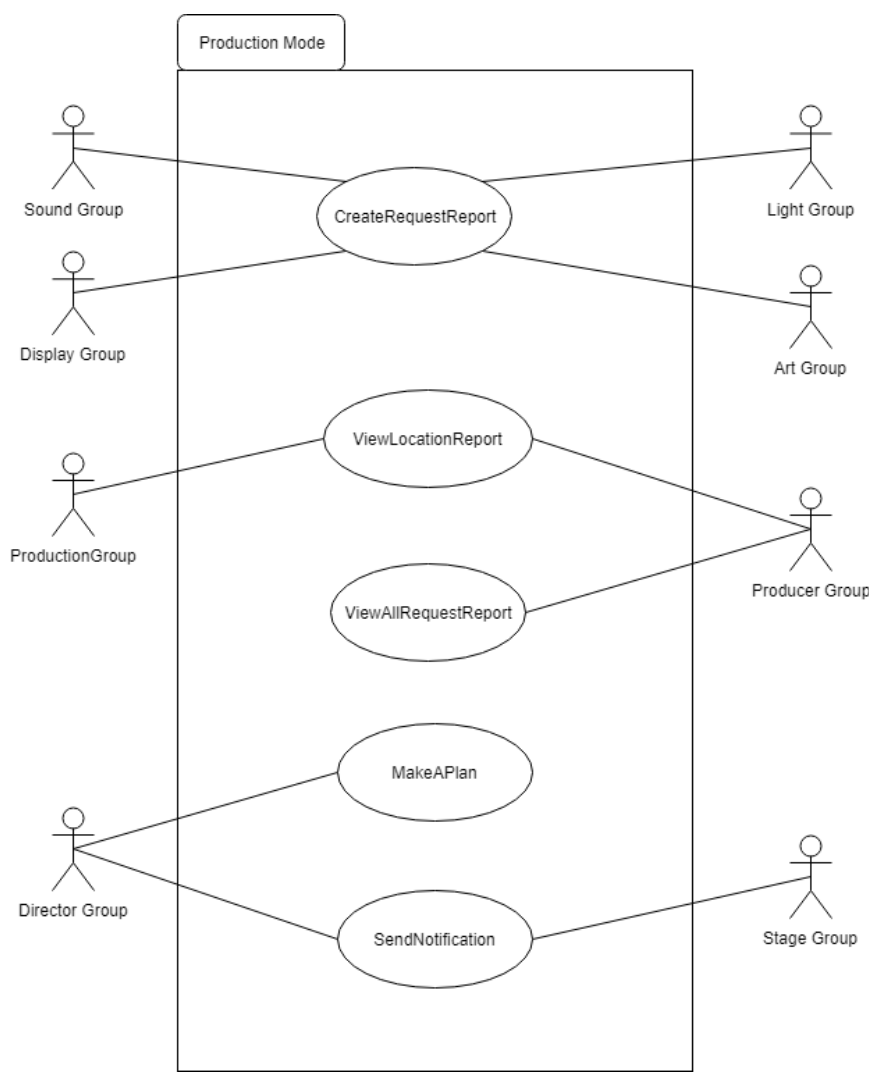 Production Mode
Sound Group
CreateRequestReport
Light Group
Display Group
Art Group
ViewLocationReport
ProductionGroup
Producer Group
ViewAllRequestReport
MakeAPlan
Director Group
SendNotification
Stage Group